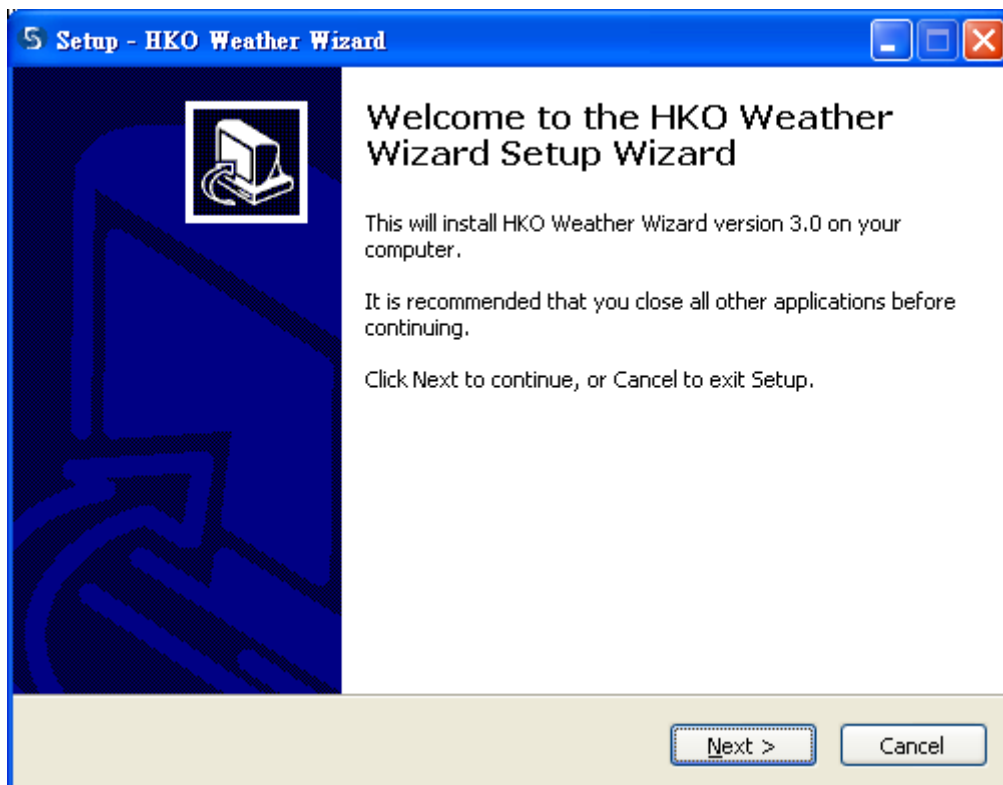 Setup - HKO Weather Wizard
Welcome to the HKO Weather
Wizard Setup Wizard
This will install HKO Weather Wizard version 3.0 on your
computer.
It is recommended that you close all other applications before
continuing.
Click Next to continue, or Cancel to exit Setup.
Next >
Cancel